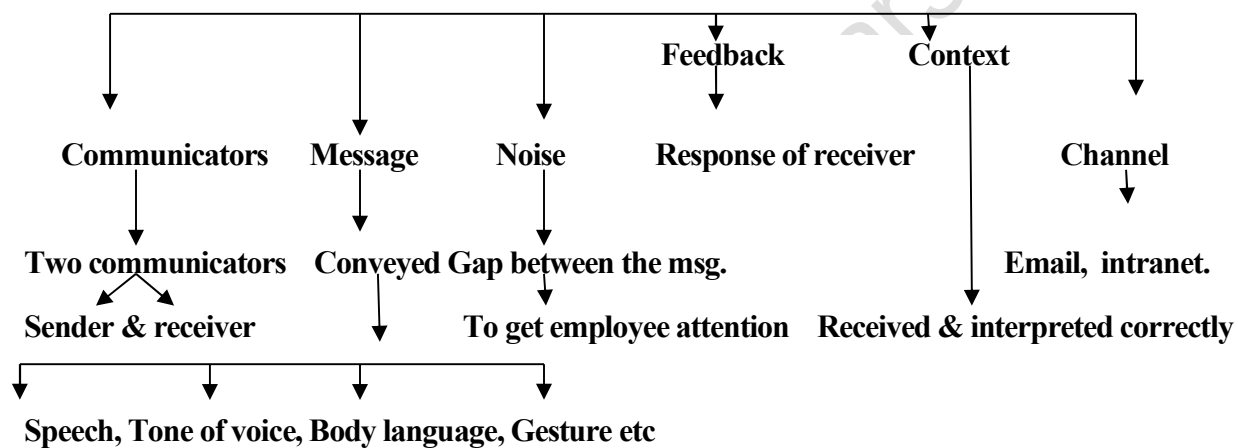 Feedback Context
Communicators Message Noise Response of receiver Channel
Two communicators Conveyed Gap between the msg. Email, intranet.
Sender & receiver To get employee attention Received & interpreted correctly
Speech, Tone of voice, Body language, Gesture etc